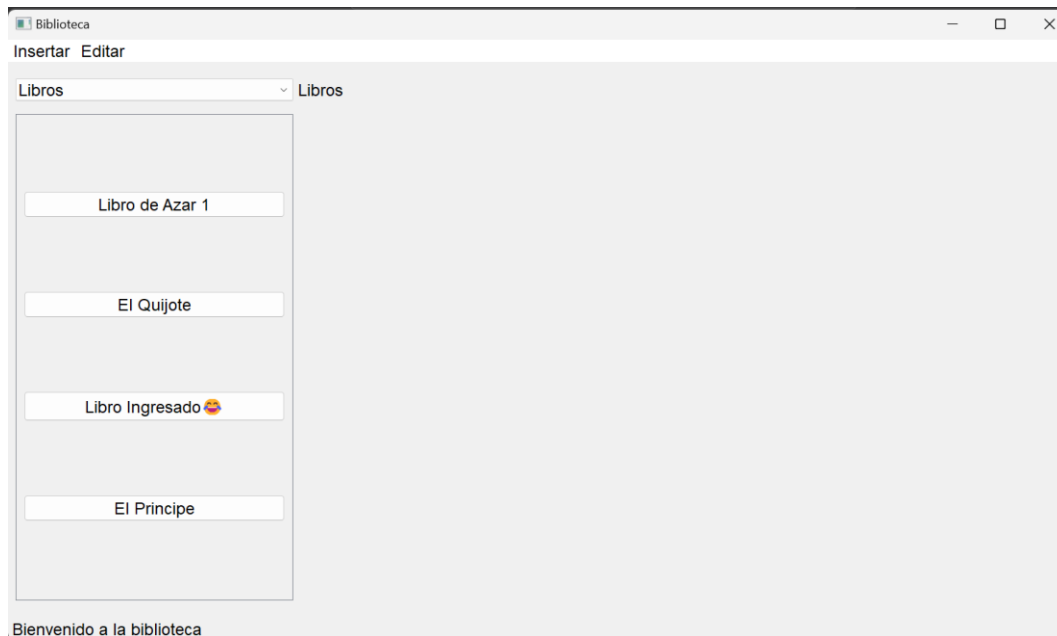 Biblioteca
Insertar Editar
Libros Libros
Libro de Azar 1
El Quijote
Libro Ingresado😂
El Principe
Bienvenido a la biblioteca